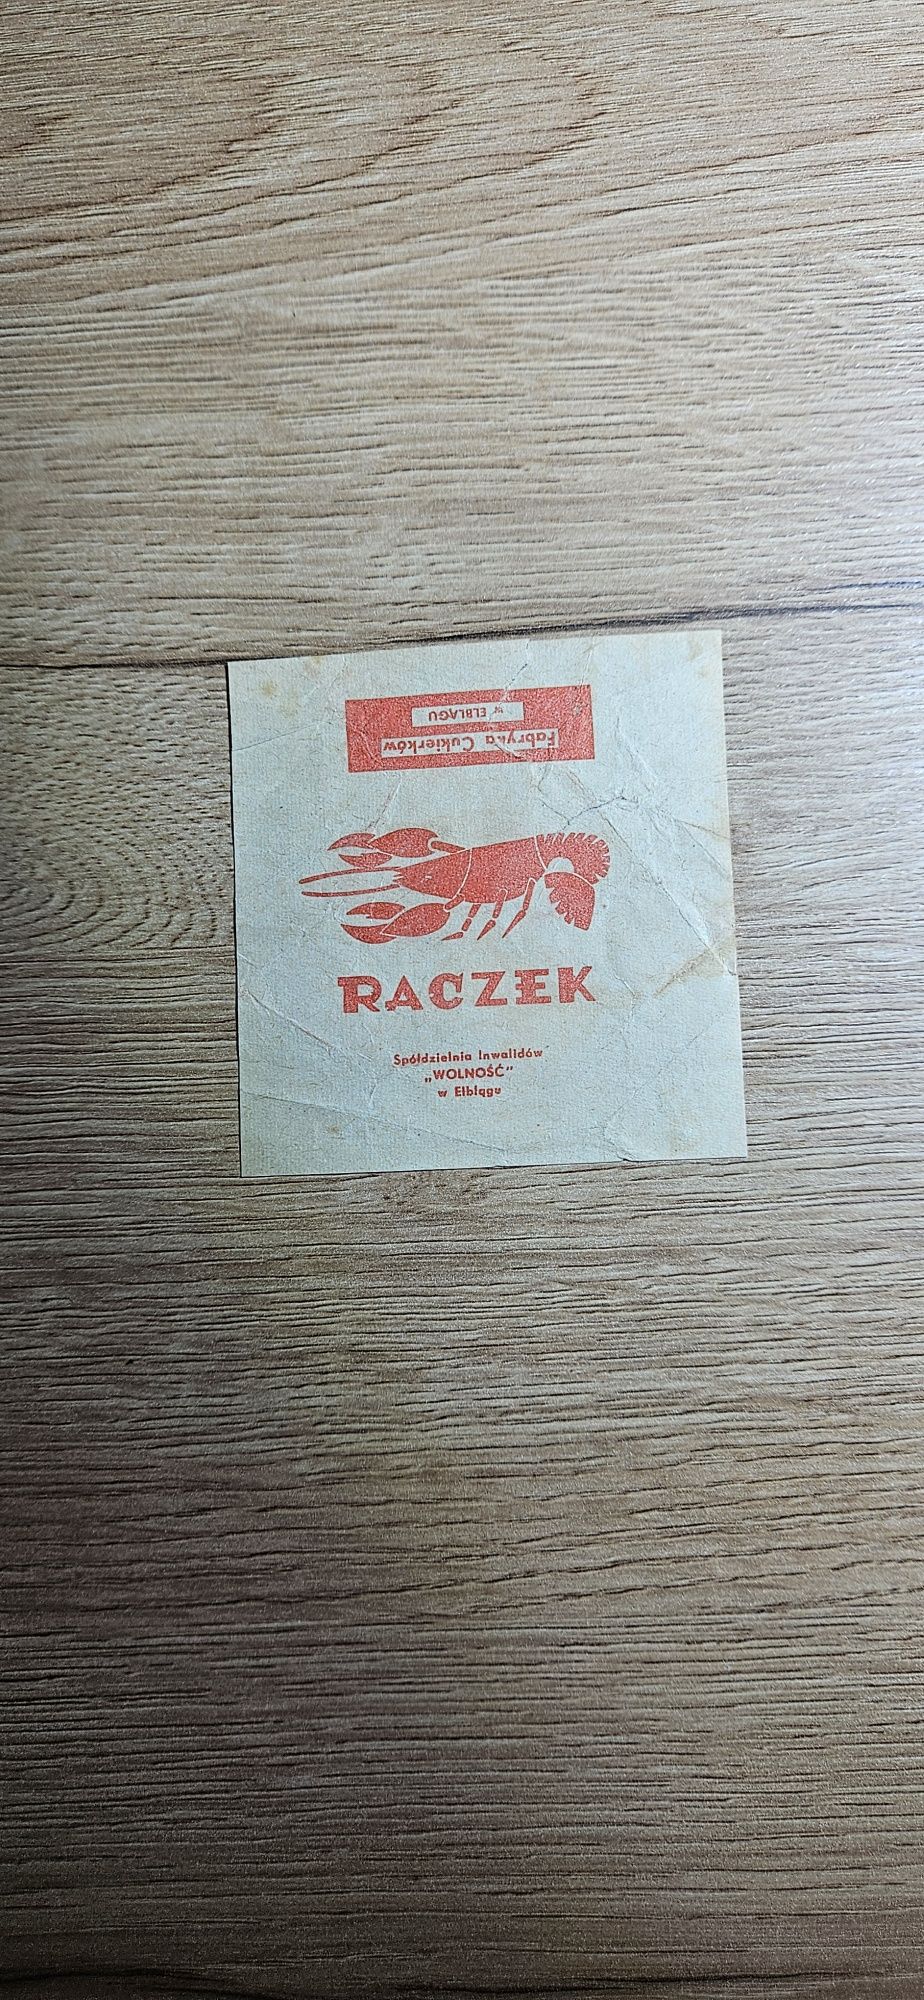 Fabryka Cukierków
w ELBLĄGU
RACZEK
Spółdzielnia Inwalidów
„WOLNOŚĆ”
w Elblągu